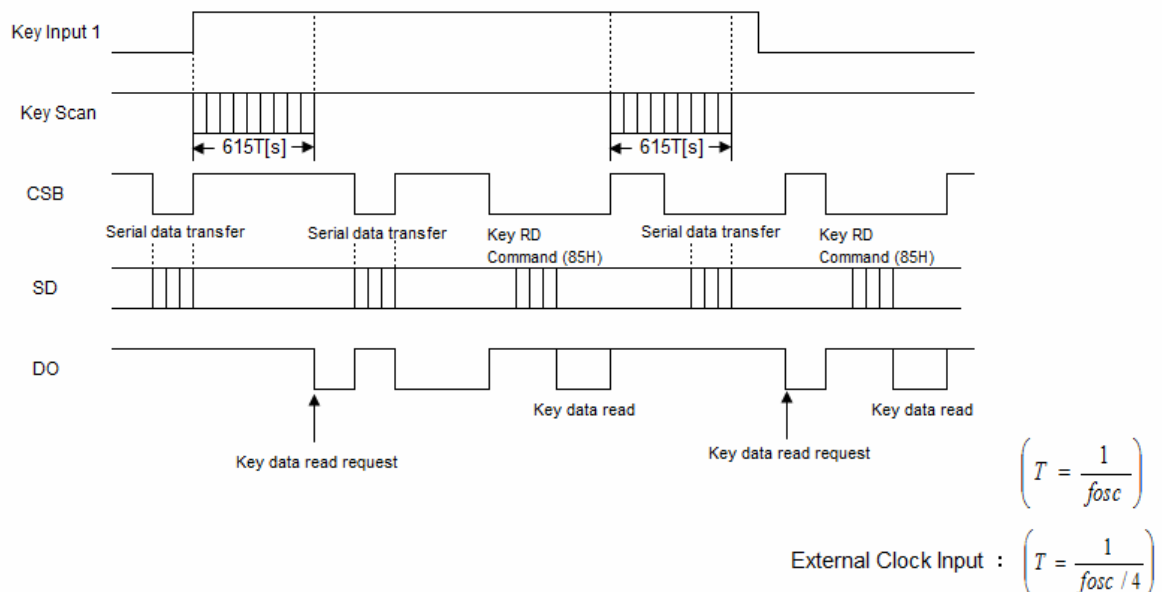 Key Input 1
Key Scan
615T[s]
615T[s]
CSB
Serial data transfer
Serial data transfer
Key RD
Command (85H)
Serial data transfer
Key RD
Command (85H)
SD
DO
Key data read
Key data read
Key data read request
Key data read request
( T = 1 / fosc )
External Clock Input : ( T = 1 / fosc / 4 )